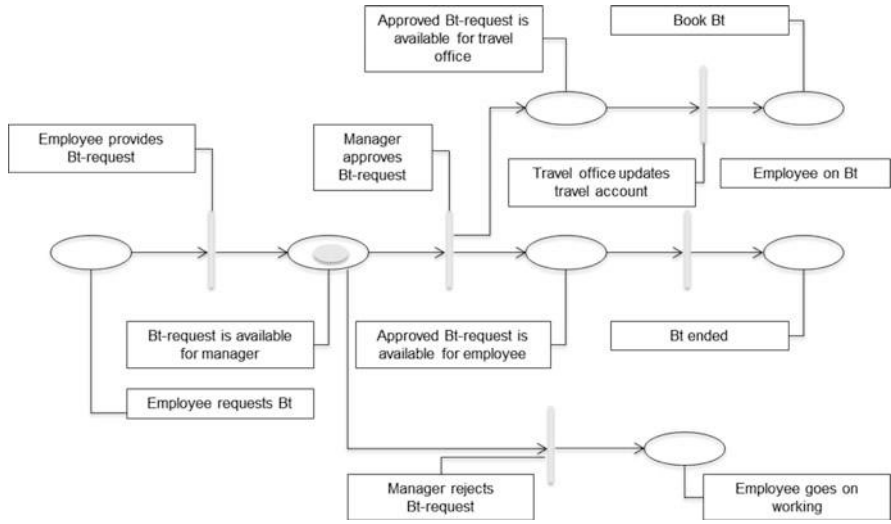 Approved Bt-request is
available for travel
office
Book Bt
Employee provides
Bt-request
Manager
approves
Bt-request
Travel office updates
travel account
Employee on Bt
Bt-request is available
for manager
Approved Bt-request is
available for employee
Bt ended
Employee requests Bt
Manager rejects
Bt-request
Employee goes on
working